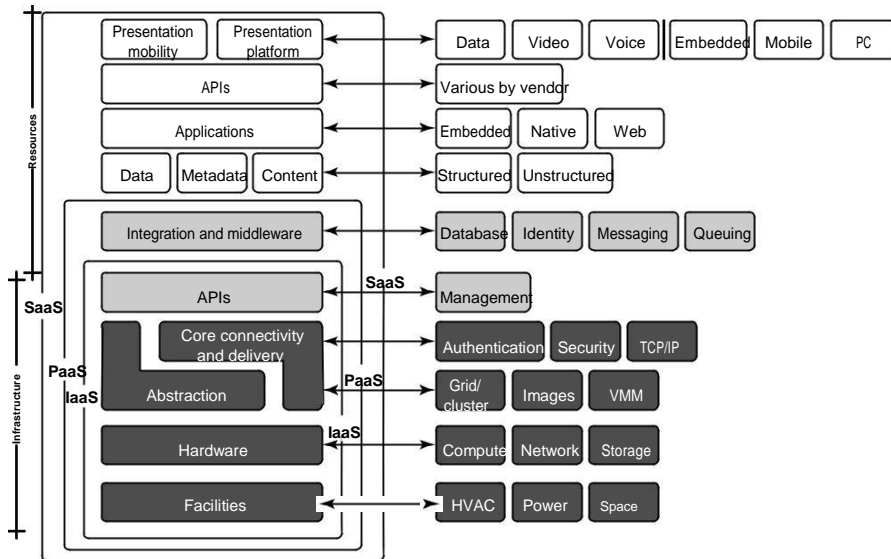 Presentation
mobility
Presentation
platform
Data
Video
Voice
Embedded
Mobile
PC
APIs
Various by vendor
Applications
Embedded
Native
Web
Data
Metadata
Content
Structured
Unstructured
Resources
Integration and middleware
Database
Identity
Messaging
Queuing
APIs
SaaS
Management
SaaS
Core connectivity
and delivery
Authentication
Security
TCP/IP
PaaS
IaaS
Abstraction
PaaS
Grid/
cluster
Images
VMM
Infrastructure
Hardware
IaaS
Compute
Network
Storage
Facilities
HVAC
Power
Space